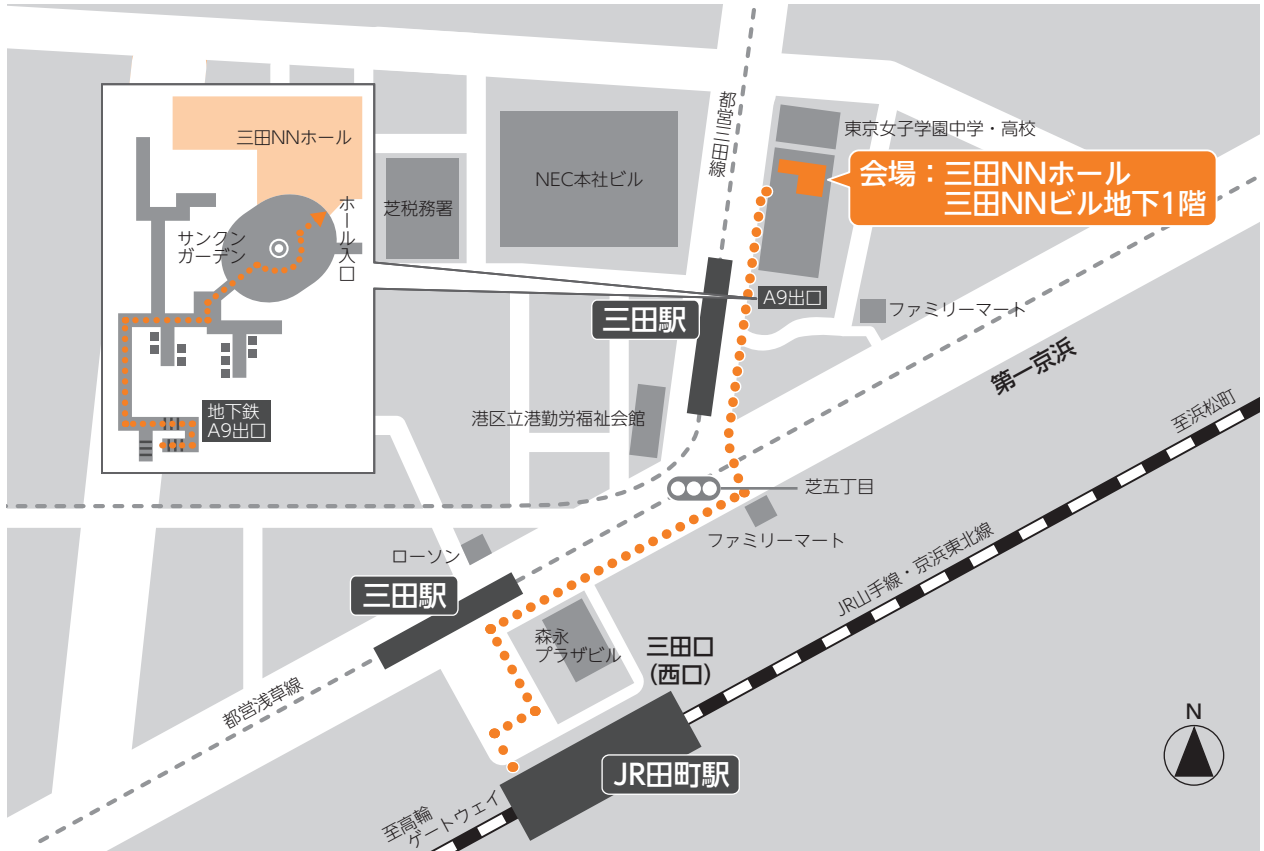 三田NNホール
ホール入口
サンクン
ガーデン
地下鉄
A9出口
芝税務署
NEC本社ビル
都営三田線
東京女子学園中学・高校
会場：三田NNホール
三田NNビル地下1階
A9出口
三田駅
ファミリーマート
第一京浜
至浜松町
港区立港勤労福祉会館
芝五丁目
ファミリーマート
ローソン
三田駅
JR山手線・京浜東北線
森永
プラザビル
三田口
(西口)
都営浅草線
JR田町駅
至高輪
ゲートウェイ
N